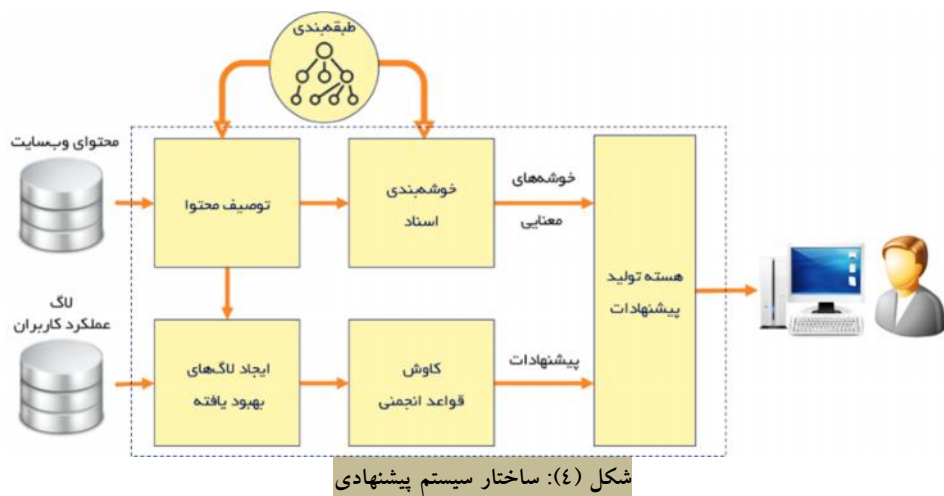 طبقه‌بندی
محتوای وب‌سایت
توصیف محتوا
خوشه‌بندی
اسناد
خوشه‌های
معنایی
هسته تولید
پیشنهادات
لاگ
عملکرد کاربران
ایجاد لاگ‌های
بهبود یافته
کاوش
قواعد انجمنی
پیشنهادات
شکل (٤): ساختار سیستم پیشنهادی